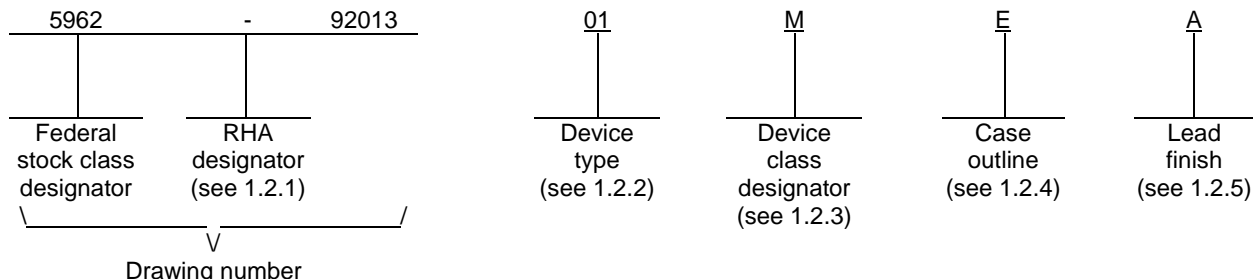 5962 - 92013 01 M E A
Federal stock class designator
RHA designator (see 1.2.1)
Device type (see 1.2.2)
Device class designator (see 1.2.3)
Case outline (see 1.2.4)
Lead finish (see 1.2.5)
Drawing number